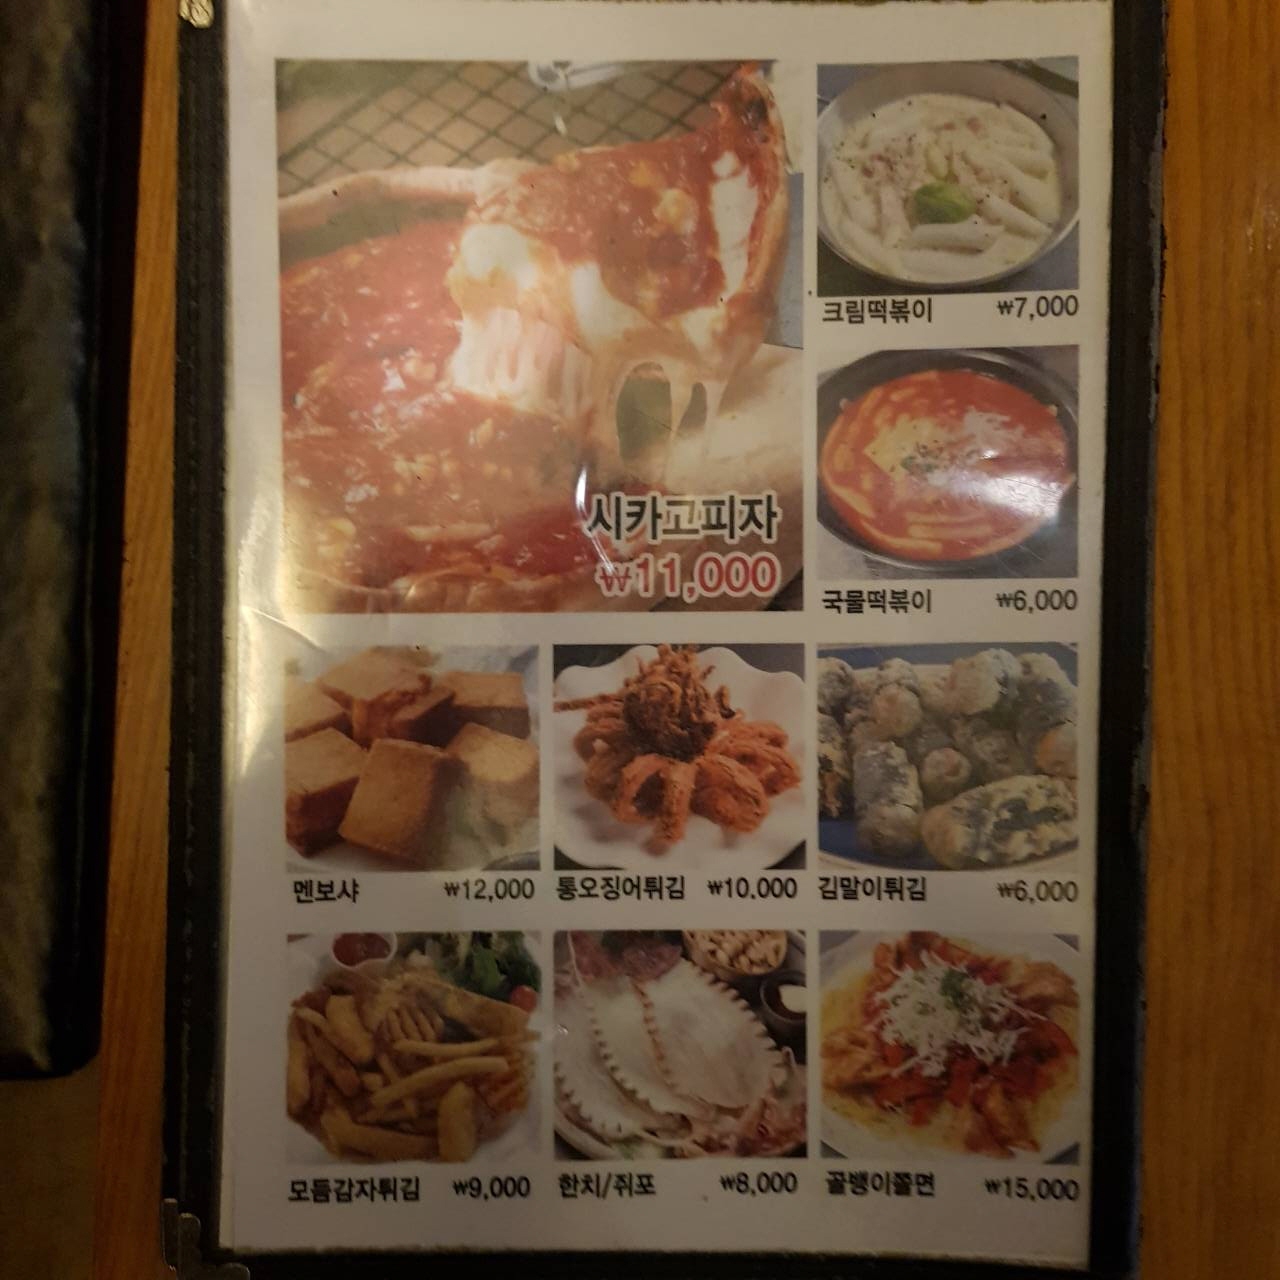 시카고피자
₩11,000
크림떡볶이 ₩7,000
국물떡볶이 ₩6,000
멘보샤 ₩12,000
통오징어튀김 ₩10.000
김말이튀김 ₩6,000
모듬감자튀김 ₩9,000
한치/쥐포 ₩8,000
골뱅이쫄면 ₩15,000